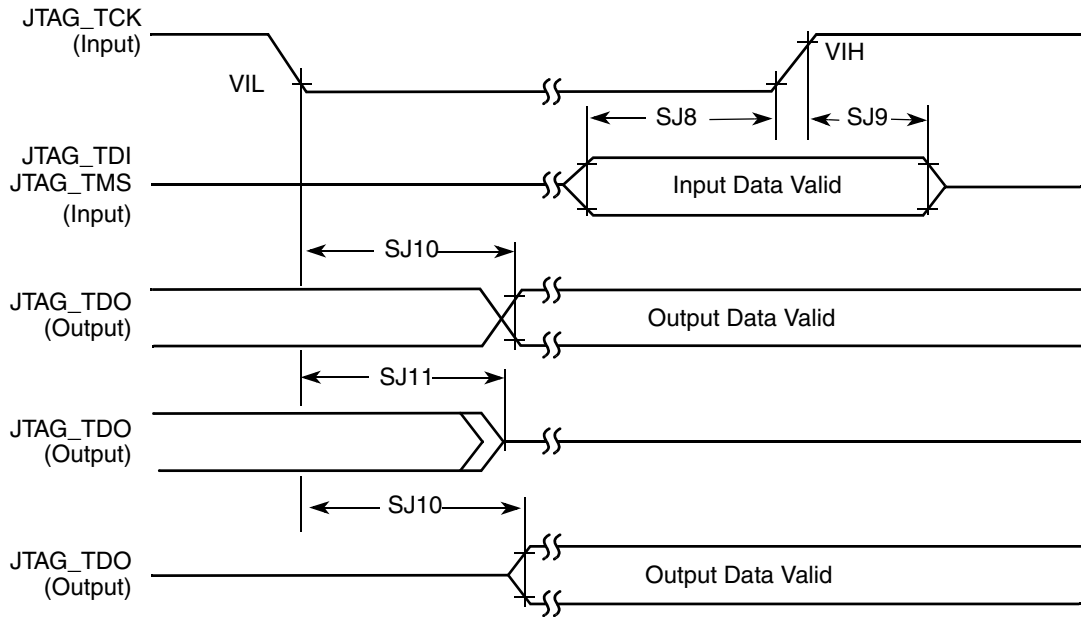 JTAG_TCK
(Input)
VIH
VIL
SJ8
SJ9
JTAG_TDI
JTAG_TMS
(Input)
Input Data Valid
SJ10
JTAG_TDO
(Output)
Output Data Valid
SJ11
JTAG_TDO
(Output)
SJ10
JTAG_TDO
(Output)
Output Data Valid